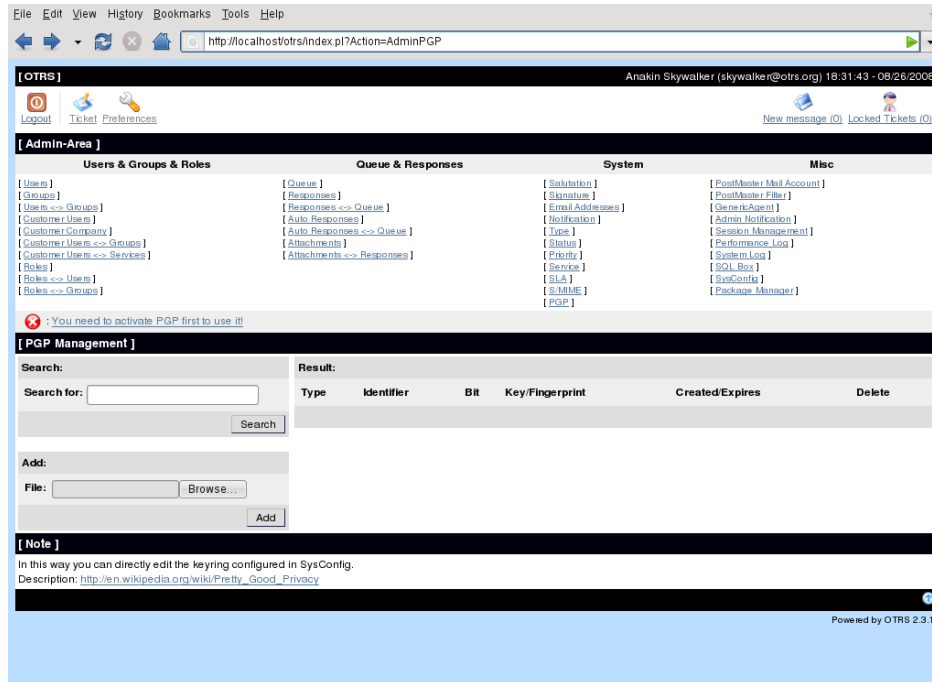 File Edit View History Bookmarks Tools Help
http://localhost/otrs/index.pl?Action=AdminPGP
[ OTRS ] Anakin Skywalker (skywalker@otrs.org) 18:31:43 - 08/26/2008
Logout Ticket Preferences New message (0) Locked Tickets (0)
[ Admin-Area ]
Users & Groups & Roles Queue & Responses System Misc
[ Users ] [ Queue ] [ Salutation ] [ PostMaster Mail Account ]
[ Groups ] [ Responses ] [ Signature ] [ PostMaster Filter ]
[ Users <-> Groups ] [ Responses <-> Queue ] [ Email Addresses ] [ GenericAgent ]
[ Customer Users ] [ Auto Responses ] [ Notification ] [ Admin Notification ]
[ Customer Company ] [ Auto Responses <-> Queue ] [ Type ] [ Session Management ]
[ Customer Users <-> Groups ] [ Attachments ] [ Status ] [ Performance Log ]
[ Customer Users <-> Services ] [ Attachments <-> Responses ] [ Priority ] [ System Log ]
[ Roles ] [ Service ] [ SQL Box ]
[ Roles <-> Users ] [ SLA ] [ SysConfig ]
[ Roles <-> Groups ] [ S/MIME ] [ Package Manager ]
[ PGP ]
: You need to activate PGP first to use it!
[ PGP Management ]
Search: Result:
Search for: Type Identifier Bit Key/Fingerprint Created/Expires Delete
Search
Add:
File: Browse...
Add
[ Note ]
In this way you can directly edit the keyring configured in SysConfig.
Description: http://en.wikipedia.org/wiki/Pretty_Good_Privacy
Powered by OTRS 2.3.1